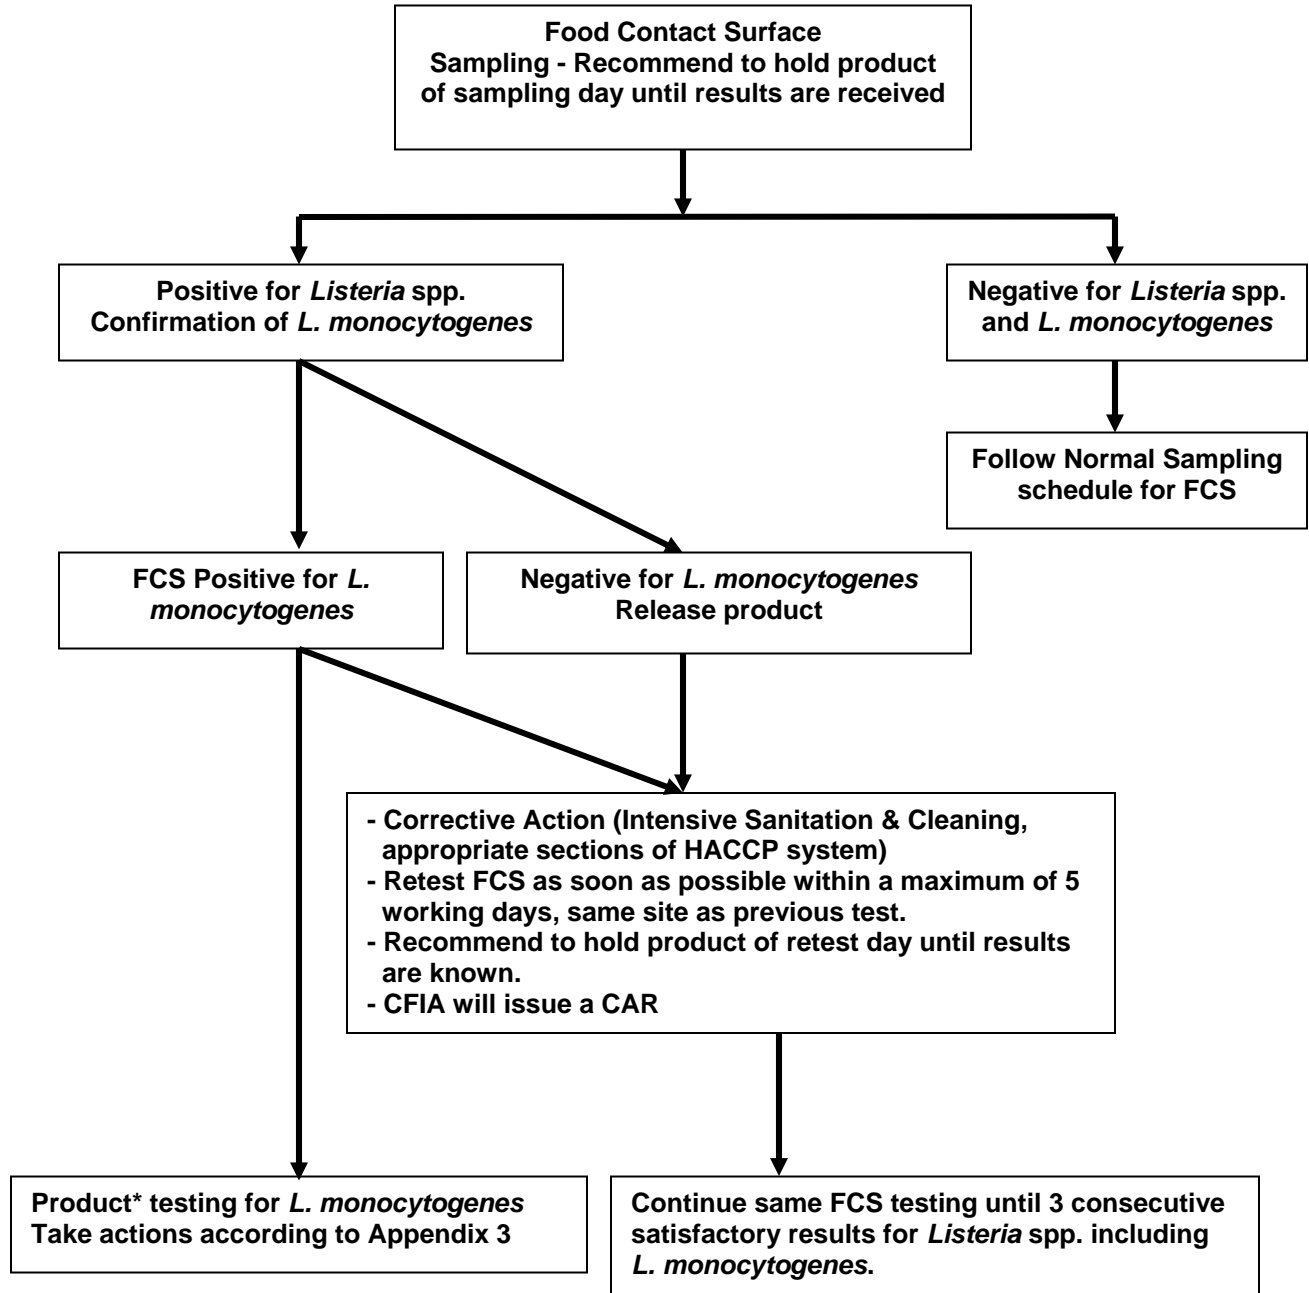 Food Contact Surface
Sampling - Recommend to hold product
of sampling day until results are received
Positive for Listeria spp.
Confirmation of L. monocytogenes
Negative for Listeria spp.
and L. monocytogenes
Follow Normal Sampling
schedule for FCS
FCS Positive for L.
monocytogenes
Negative for L. monocytogenes
Release product
- Corrective Action (Intensive Sanitation & Cleaning,
appropriate sections of HACCP system)
- Retest FCS as soon as possible within a maximum of 5
working days, same site as previous test.
- Recommend to hold product of retest day until results
are known.
- CFIA will issue a CAR
Product* testing for L. monocytogenes
Take actions according to Appendix 3
Continue same FCS testing until 3 consecutive
satisfactory results for Listeria spp. including
L. monocytogenes.